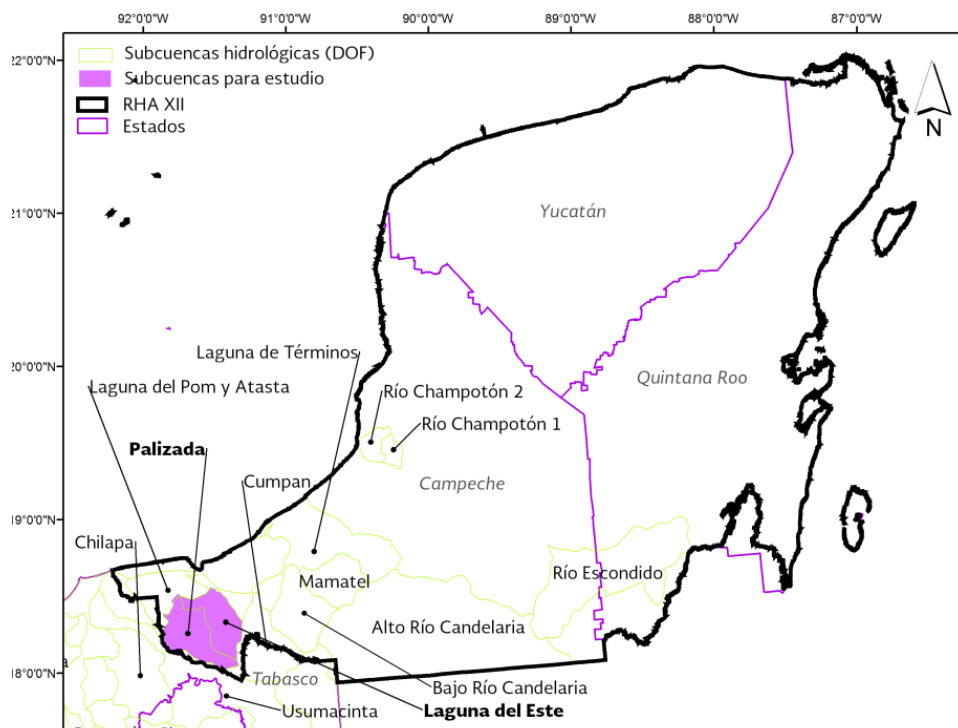 92°0'0"W 91°0'0"W 90°0'0"W 89°0'0"W 88°0'0"W 87°0'0"W
Subcuencas hidrológicas (DOF)
Subcuencas para estudio
RHA XII
Estados
N
!2°0'0"N
!1°0'0"N
!0°0'0"N
19°0'0"N
18°0'0"N
Yucatán
Laguna de Términos
Quintana Roo
Laguna del Pom y Atasta
Río Champotón 2
Río Champotón 1
Palizada
Cumpan
Campeche
Chilapa
Mamatel
Río Escondido
Alto Río Candelaria
Tabasco
Bajo Río Candelaria
Usumacinta
Laguna del Este